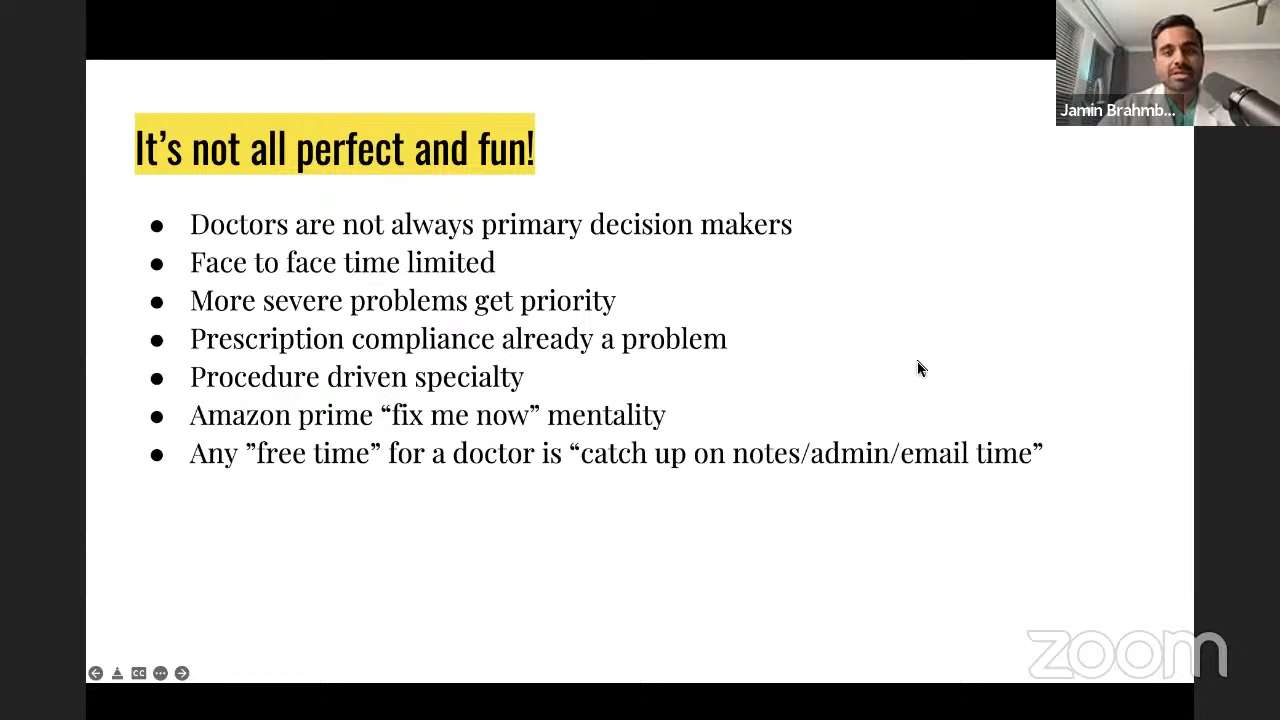 Jamin Brahmb...
It’s not all perfect and fun!
● Doctors are not always primary decision makers
● Face to face time limited
● More severe problems get priority
● Prescription compliance already a problem
● Procedure driven specialty
● Amazon prime “fix me now” mentality
● Any ”free time” for a doctor is “catch up on notes/admin/email time”
CC
zoom